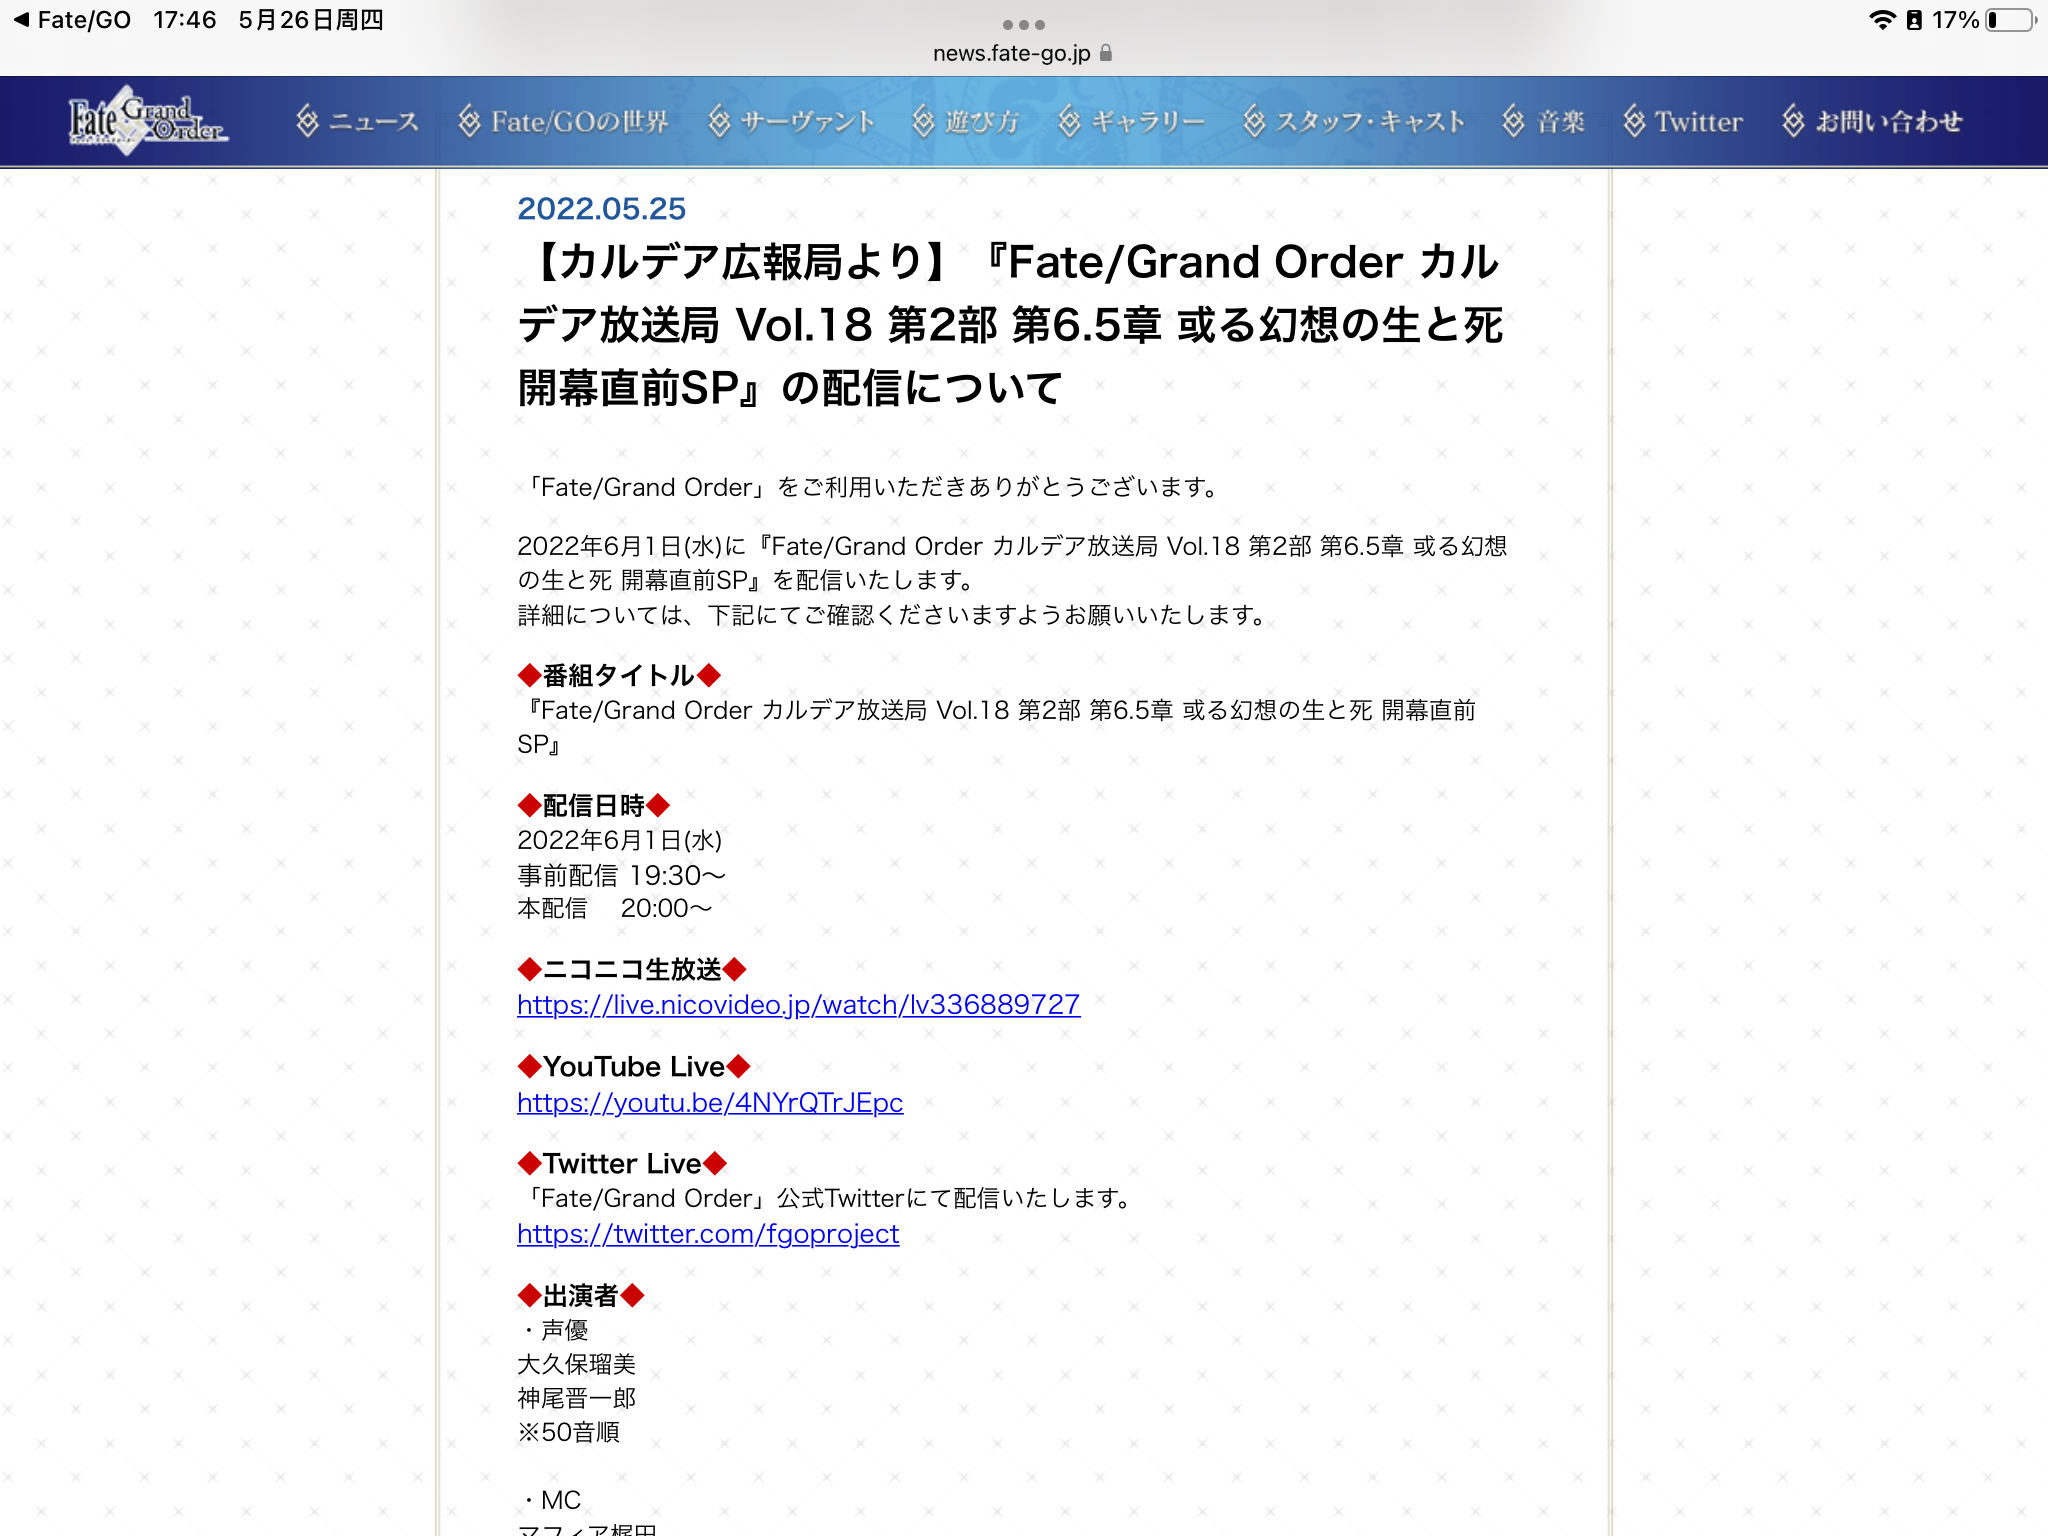 ◀ Fate/GO 17:46 5月26日周四
17%
news.fate-go.jp
Fate Grand Order
ニュース Fate/GOの世界 サーヴァント 遊び方 ギャラリー スタッフ・キャスト 音楽 Twitter お問い合わせ
2022.05.25
【カルデア広報局より】『Fate/Grand Order カル
デア放送局 Vol.18 第2部 第6.5章 或る幻想の生と死
開幕直前SP』の配信について
「Fate/Grand Order」をご利用いただきありがとうございます。
2022年6月1日(水)に『Fate/Grand Order カルデア放送局 Vol.18 第2部 第6.5章 或る幻想
の生と死 開幕直前SP』を配信いたします。
詳細については、下記にてご確認くださいますようお願いいたします。
◆番組タイトル◆
『Fate/Grand Order カルデア放送局 Vol.18 第2部 第6.5章 或る幻想の生と死 開幕直前
SP』
◆配信日時◆
2022年6月1日(水)
事前配信 19:30〜
本配信　 20:00〜
◆ニコニコ生放送◆
https://live.nicovideo.jp/watch/lv336889727
◆YouTube Live◆
https://youtu.be/4NYrQTrJEpc
◆Twitter Live◆
「Fate/Grand Order」公式Twitterにて配信いたします。
https://twitter.com/fgoproject
◆出演者◆
・声優
大久保瑠美
神尾晋一郎
※50音順
・MC
マフィア梶田